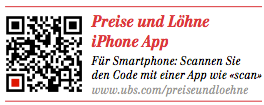 Preise und Löhne
iPhone App
Für Smartphone: Scannen Sie
den Code mit einer App wie «scan»
www.ubs.com/preiseundloehne